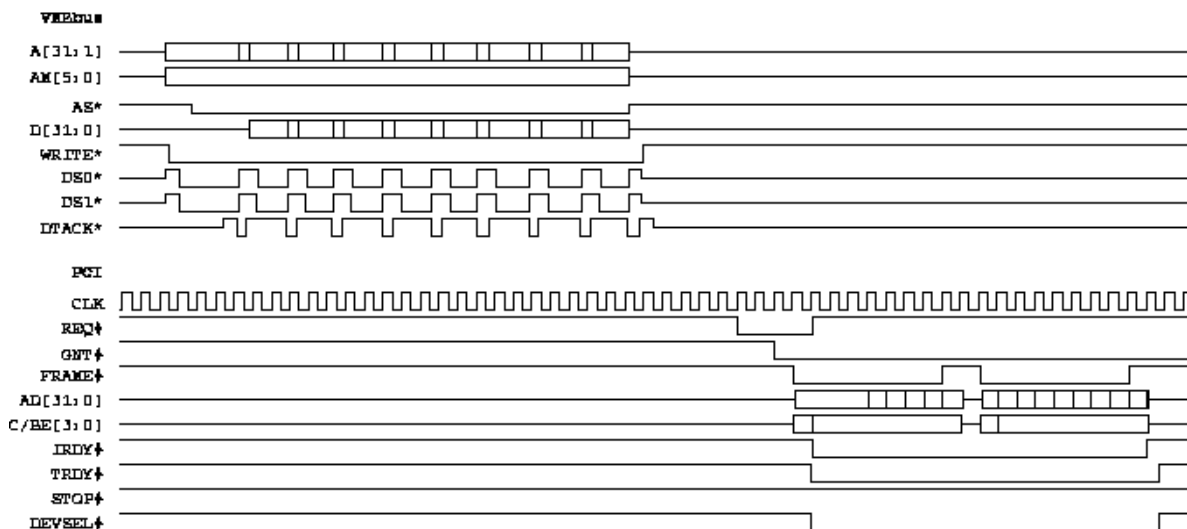 VMEbus
A[31:1]
AM[5:0]
AS*
D[31:0]
WRITE*
DS0*
DS1*
DTACK*
PCI
CLK
REQ#
GNT#
FRAME#
AD[31:0]
C/BE[3:0]
IRDY#
TRDY#
STOP#
DEVSEL#